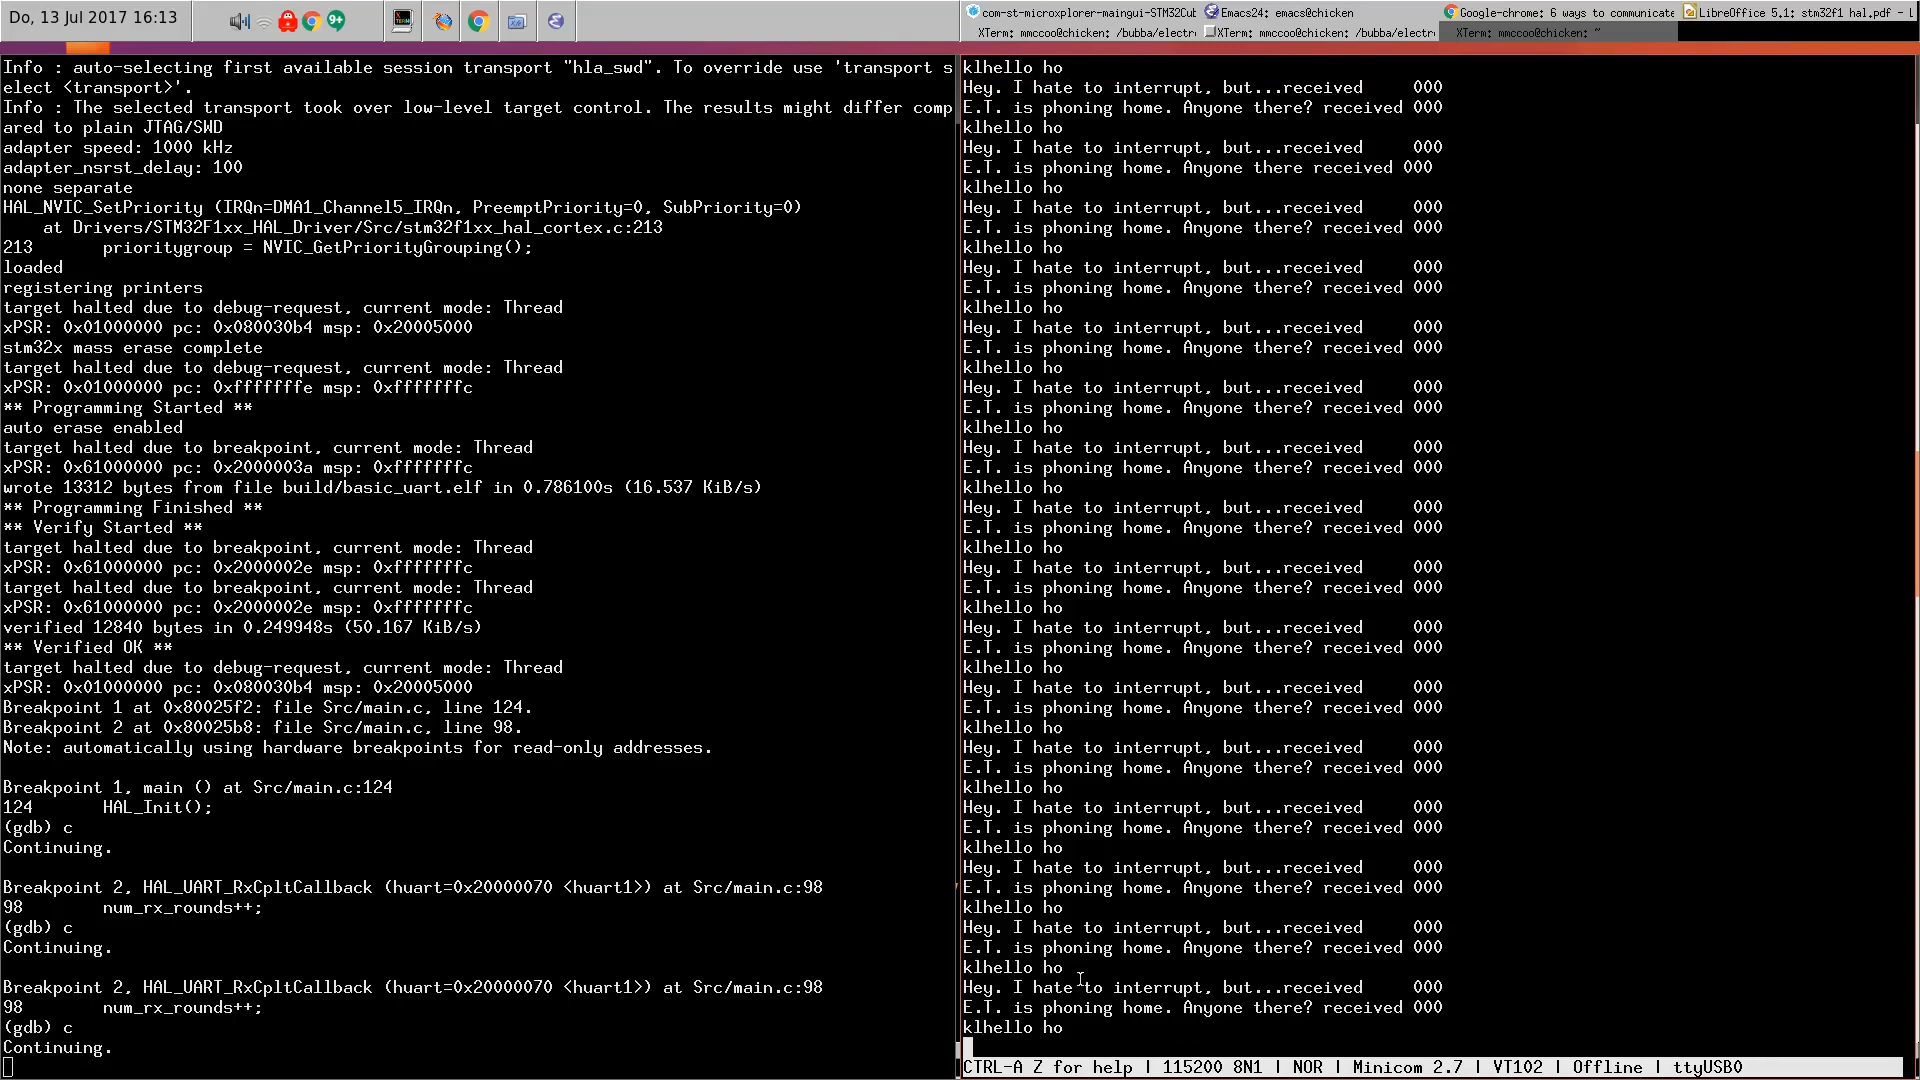 Do, 13 Jul 2017 16:13
com-st-microxplorer-maingui-STM32Cub
Emacs24: emacs@chicken
Google-chrome: 6 ways to communicate
LibreOffice 5.1: stm32f1 hal.pdf - L
XTerm: mmccoo@chicken: /bubba/electr
XTerm: mmccoo@chicken: /bubba/electr
XTerm: mmccoo@chicken: ~
Info : auto-selecting first available session transport "hla_swd". To override use 'transport s
elect <transport>'.
Info : The selected transport took over low-level target control. The results might differ comp
ared to plain JTAG/SWD
adapter speed: 1000 kHz
adapter_nsrst_delay: 100
none separate
HAL_NVIC_SetPriority (IRQn=DMA1_Channel5_IRQn, PreemptPriority=0, SubPriority=0)
    at Drivers/STM32F1xx_HAL_Driver/Src/stm32f1xx_hal_cortex.c:213
213       prioritygroup = NVIC_GetPriorityGrouping();
loaded
registering printers
target halted due to debug-request, current mode: Thread
xPSR: 0x01000000 pc: 0x080030b4 msp: 0x20005000
stm32x mass erase complete
target halted due to debug-request, current mode: Thread
xPSR: 0x01000000 pc: 0xfffffffe msp: 0xfffffffc
** Programming Started **
auto erase enabled
target halted due to breakpoint, current mode: Thread
xPSR: 0x61000000 pc: 0x2000003a msp: 0xfffffffc
wrote 13312 bytes from file build/basic_uart.elf in 0.786100s (16.537 KiB/s)
** Programming Finished **
** Verify Started **
target halted due to breakpoint, current mode: Thread
xPSR: 0x61000000 pc: 0x2000002e msp: 0xfffffffc
target halted due to breakpoint, current mode: Thread
xPSR: 0x61000000 pc: 0x2000002e msp: 0xfffffffc
verified 12840 bytes in 0.249948s (50.167 KiB/s)
** Verified OK **
target halted due to debug-request, current mode: Thread
xPSR: 0x01000000 pc: 0x080030b4 msp: 0x20005000
Breakpoint 1 at 0x80025f2: file Src/main.c, line 124.
Breakpoint 2 at 0x80025b8: file Src/main.c, line 98.
Note: automatically using hardware breakpoints for read-only addresses.
Breakpoint 1, main () at Src/main.c:124
124       HAL_Init();
(gdb) c
Continuing.
Breakpoint 2, HAL_UART_RxCpltCallback (huart=0x20000070 <huart1>) at Src/main.c:98
98        num_rx_rounds++;
(gdb) c
Continuing.
Breakpoint 2, HAL_UART_RxCpltCallback (huart=0x20000070 <huart1>) at Src/main.c:98
98        num_rx_rounds++;
(gdb) c
Continuing.
klhello ho
Hey. I hate to interrupt, but...received     000
E.T. is phoning home. Anyone there? received 000
klhello ho
Hey. I hate to interrupt, but...received     000
E.T. is phoning home. Anyone there received 000
klhello ho
Hey. I hate to interrupt, but...received     000
E.T. is phoning home. Anyone there? received 000
klhello ho
Hey. I hate to interrupt, but...received     000
E.T. is phoning home. Anyone there? received 000
klhello ho
Hey. I hate to interrupt, but...received     000
E.T. is phoning home. Anyone there? received 000
klhello ho
Hey. I hate to interrupt, but...received     000
E.T. is phoning home. Anyone there? received 000
klhello ho
Hey. I hate to interrupt, but...received     000
E.T. is phoning home. Anyone there? received 000
klhello ho
Hey. I hate to interrupt, but...received     000
E.T. is phoning home. Anyone there? received 000
klhello ho
Hey. I hate to interrupt, but...received     000
E.T. is phoning home. Anyone there? received 000
klhello ho
Hey. I hate to interrupt, but...received     000
E.T. is phoning home. Anyone there? received 000
klhello ho
Hey. I hate to interrupt, but...received     000
E.T. is phoning home. Anyone there? received 000
klhello ho
Hey. I hate to interrupt, but...received     000
E.T. is phoning home. Anyone there? received 000
klhello ho
Hey. I hate to interrupt, but...received     000
E.T. is phoning home. Anyone there? received 000
klhello ho
Hey. I hate to interrupt, but...received     000
E.T. is phoning home. Anyone there? received 000
klhello ho
Hey. I hate to interrupt, but...received     000
E.T. is phoning home. Anyone there? received 000
klhello ho
Hey. I hate to interrupt, but...received     000
E.T. is phoning home. Anyone there? received 000
klhello ho
CTRL-A Z for help | 115200 8N1 | NOR | Minicom 2.7 | VT102 | Offline | ttyUSB0